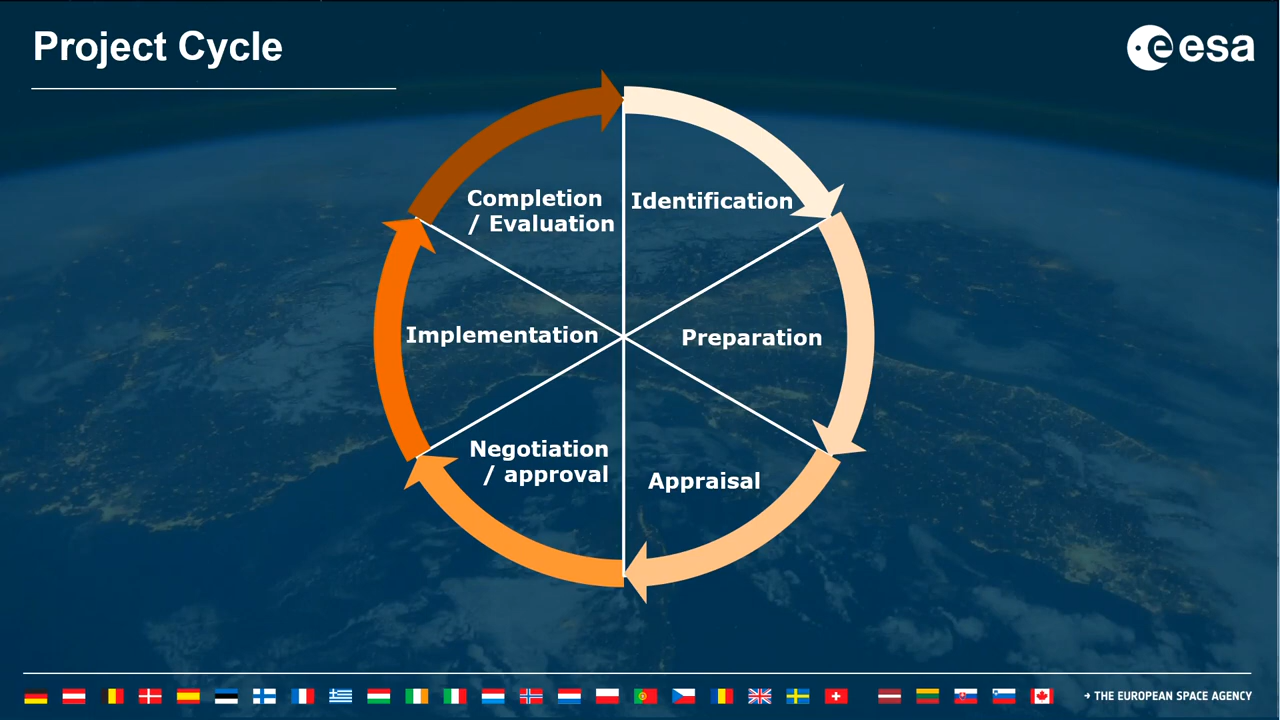 Project Cycle
esa
Completion
/ Evaluation
Identification
Implementation
Preparation
Negotiation
/ approval
Appraisal
→ THE EUROPEAN SPACE AGENCY